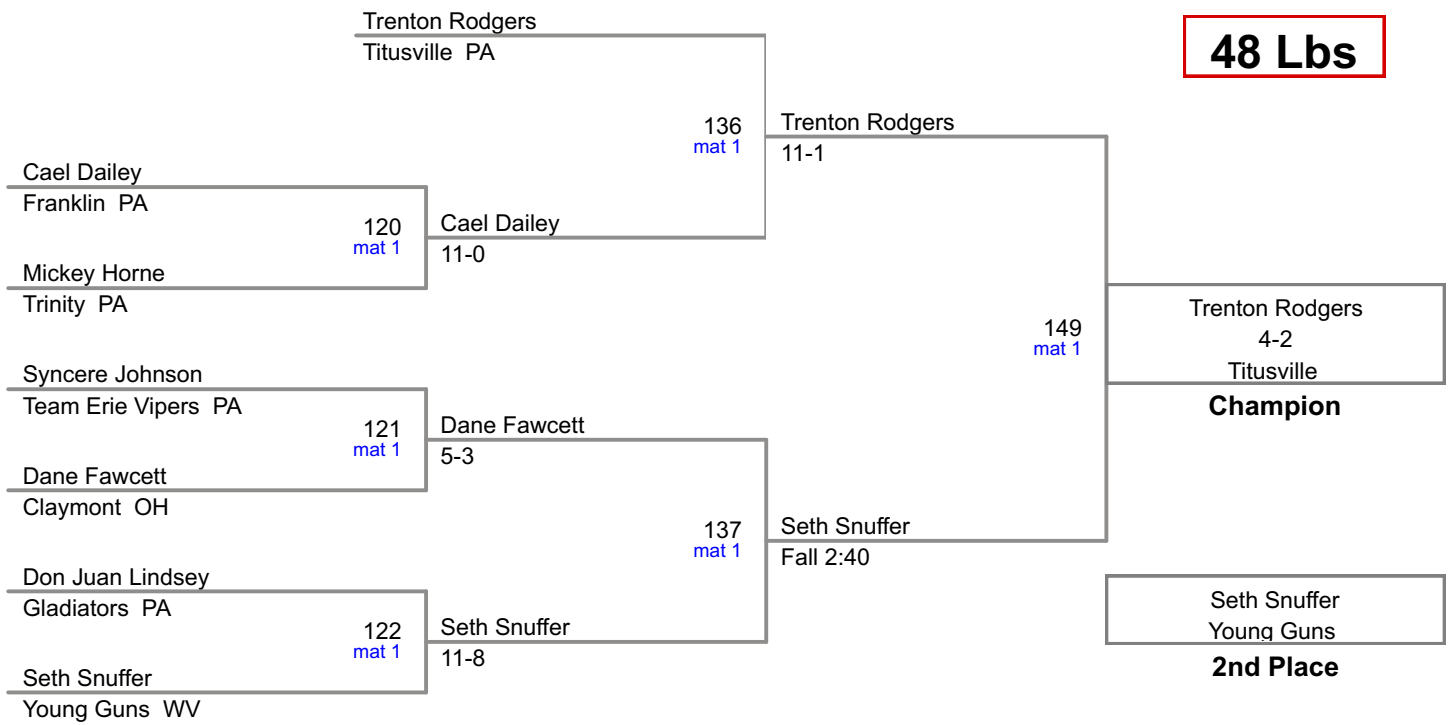 Trenton Rodgers
Titusville PA
48 Lbs
136
mat 1
Trenton Rodgers
11-1
Cael Dailey
Franklin PA
120
mat 1
Cael Dailey
11-0
Mickey Horne
Trinity PA
149
mat 1
Trenton Rodgers
4-2
Titusville
Champion
Syncere Johnson
Team Erie Vipers PA
121
mat 1
Dane Fawcett
5-3
Dane Fawcett
Claymont OH
137
mat 1
Seth Snuffer
Fall 2:40
Don Juan Lindsey
Gladiators PA
122
mat 1
Seth Snuffer
11-8
Seth Snuffer
Young Guns WV
Seth Snuffer
Young Guns
2nd Place